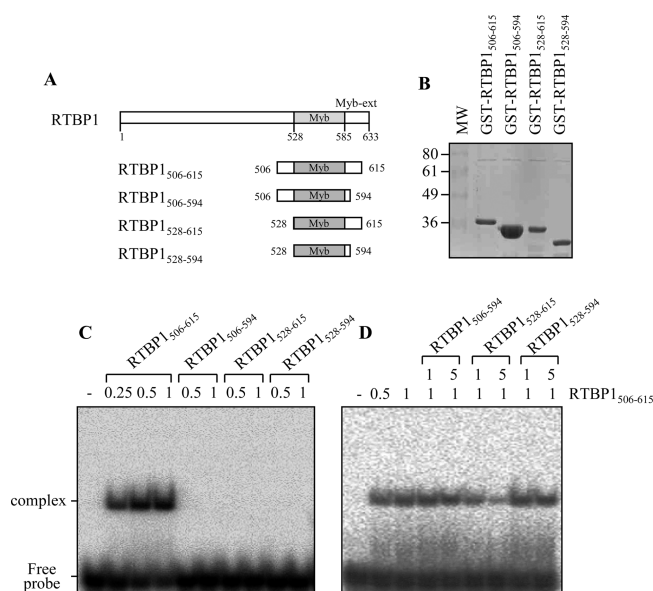 A
RTBP1
Myb-ext
Myb
1 528 585 633
RTBP1506-615 506 Myb 615
RTBP1506-594 506 Myb 594
RTBP1528-615 528 Myb 615
RTBP1528-594 528 Myb 594
B
MW
GST-RTBP1506-615
GST-RTBP1506-594
GST-RTBP1528-615
GST-RTBP1528-594
80
61
49
36
C
RTBP1506-615
RTBP1506-594
RTBP1528-615
RTBP1528-594
- 0.25 0.5 1 0.5 1 0.5 1 0.5 1
complex
Free
probe
D
RTBP1506-594
RTBP1528-615
RTBP1528-594
1 5 1 5 1 5
- 0.5 1 1 1 1 1 1 1 RTBP1506-615